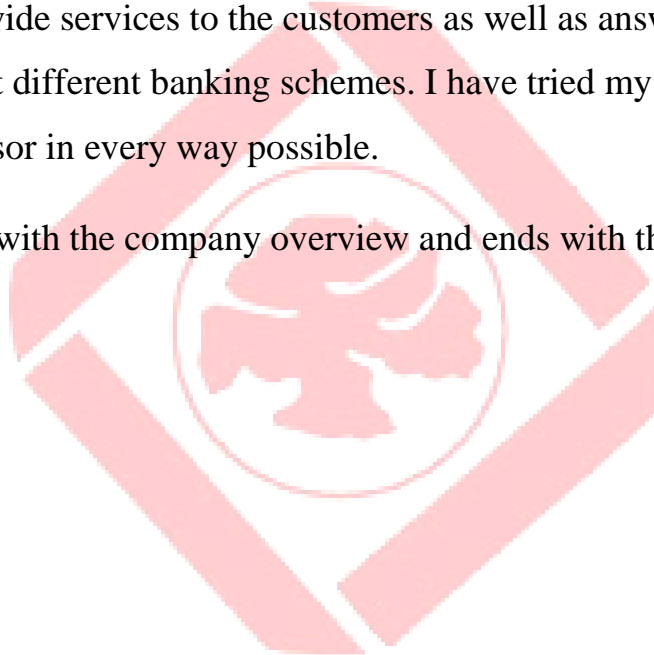 vide services to the customers as well as answ
t different banking schemes. I have tried my
sor in every way possible.
with the company overview and ends with th